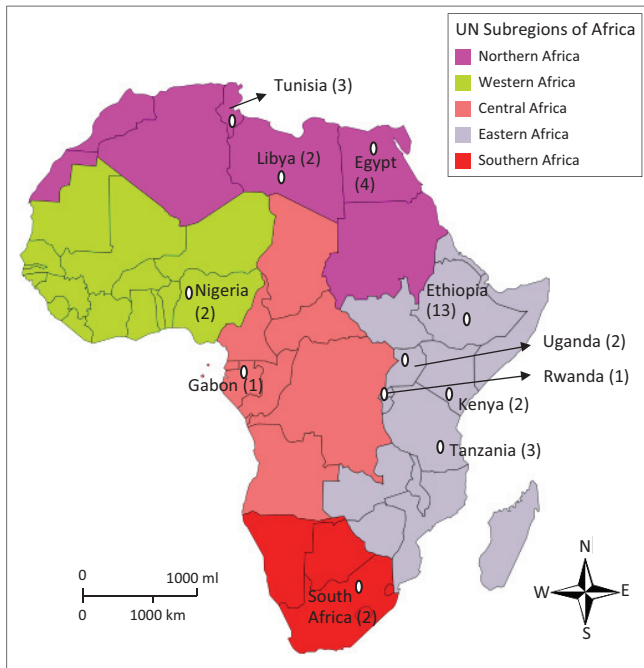 UN Subregions of Africa
Northern Africa
Western Africa
Central Africa
Eastern Africa
Southern Africa
Tunisia (3)
Libya (2)
Egypt
(4)
Nigeria
(2)
Ethiopia
(13)
Uganda (2)
Rwanda (1)
Gabon (1)
Kenya (2)
Tanzania (3)
South
Africa (2)
0 1000 ml
0 1000 km
N
W E
S